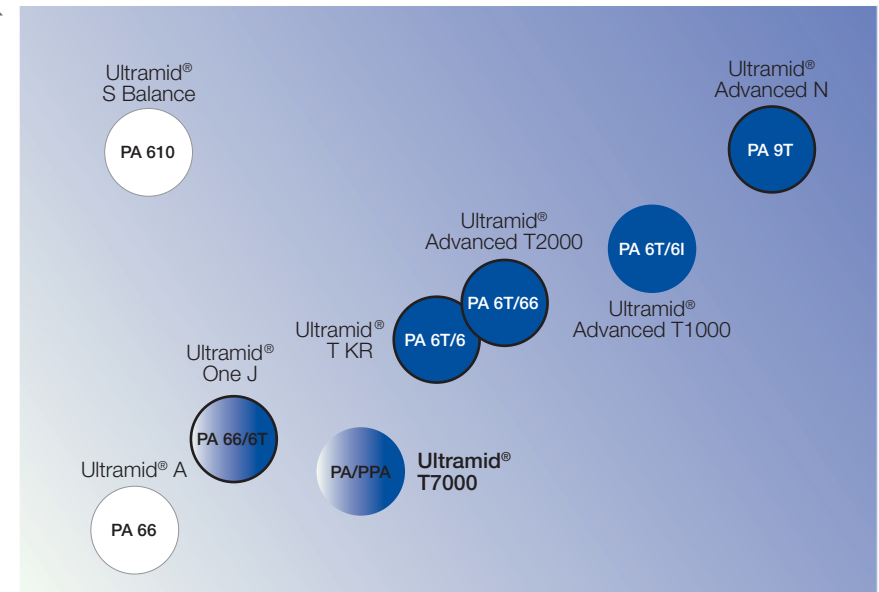 Ultramid®
S Balance
PA 610
Ultramid®
Advanced N
PA 9T
Ultramid®
Advanced T2000
PA 6T/66
PA 6T/6I
Ultramid®
Advanced T1000
Ultramid®
T KR
PA 6T/6
Ultramid®
One J
PA 66/6T
PA/PPA
Ultramid®
T7000
Ultramid® A
PA 66